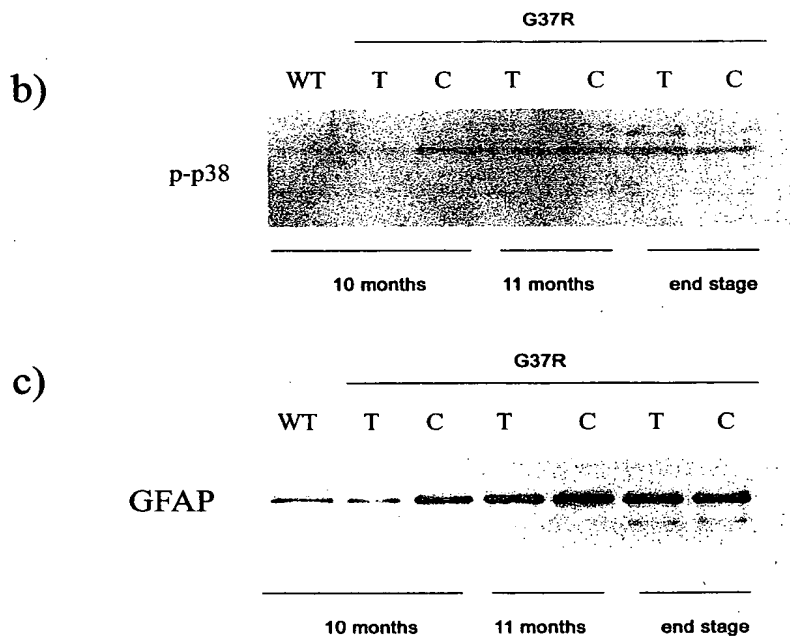 G37R
b)
WT T C T C T C
p-p38
10 months 11 months end stage
G37R
c)
WT T C T C T C
GFAP
10 months 11 months end stage